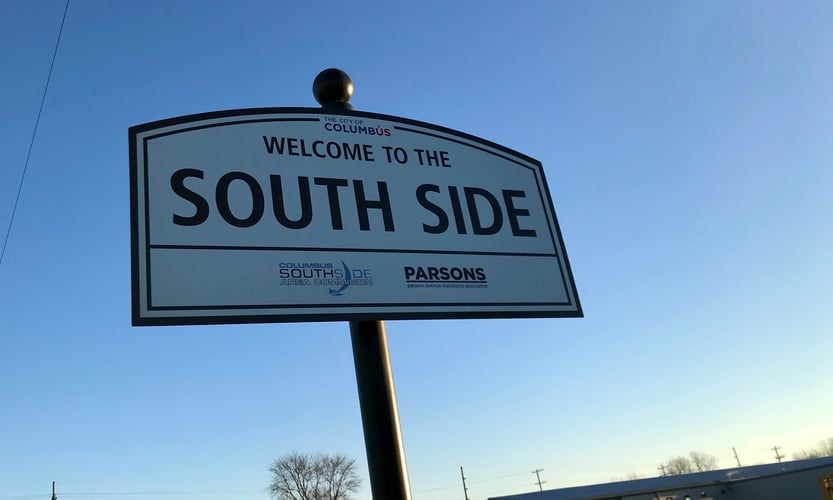 THE CITY OF
COLUMBUS
WELCOME TO THE
SOUTH SIDE
COLUMBUS
SOUTHSIDE
AREA COMMISSION
PARSONS
parsons avenue merchants association